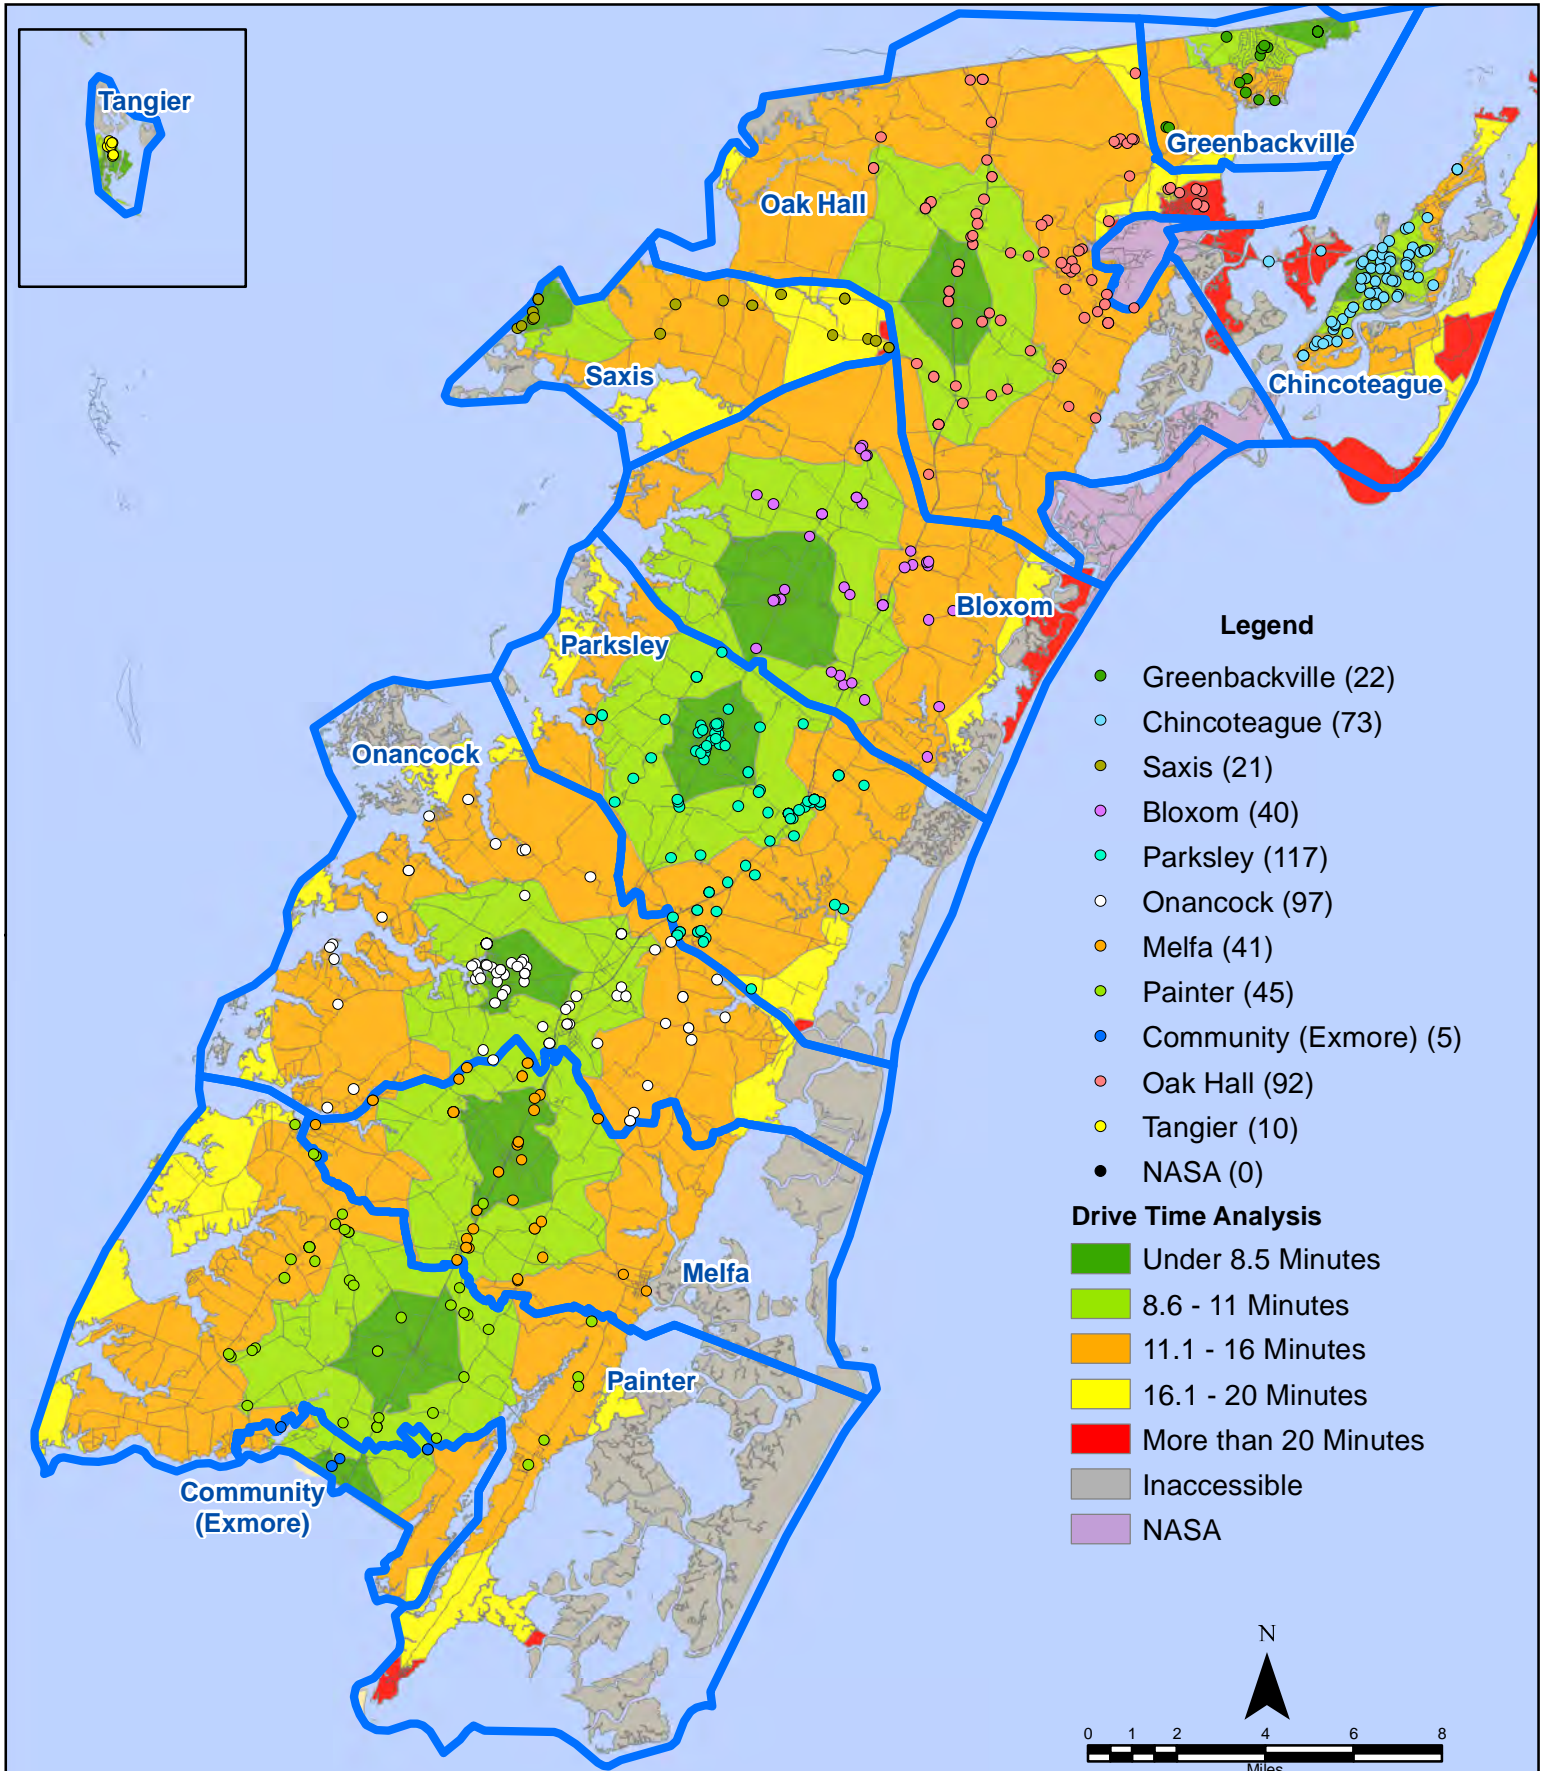 Tangier
Greenbackville
Oak Hall
Saxis
Chincoteague
Bloxom
Parksley
Onancock
Melfa
Painter
Community
(Exmore)
Legend
Greenbackville (22)
Chincoteague (73)
Saxis (21)
Bloxom (40)
Parksley (117)
Onancock (97)
Melfa (41)
Painter (45)
Community (Exmore) (5)
Oak Hall (92)
Tangier (10)
NASA (0)
Drive Time Analysis
Under 8.5 Minutes
8.6 - 11 Minutes
11.1 - 16 Minutes
16.1 - 20 Minutes
More than 20 Minutes
Inaccessible
NASA
N
0 1 2 4 6 8
Miles